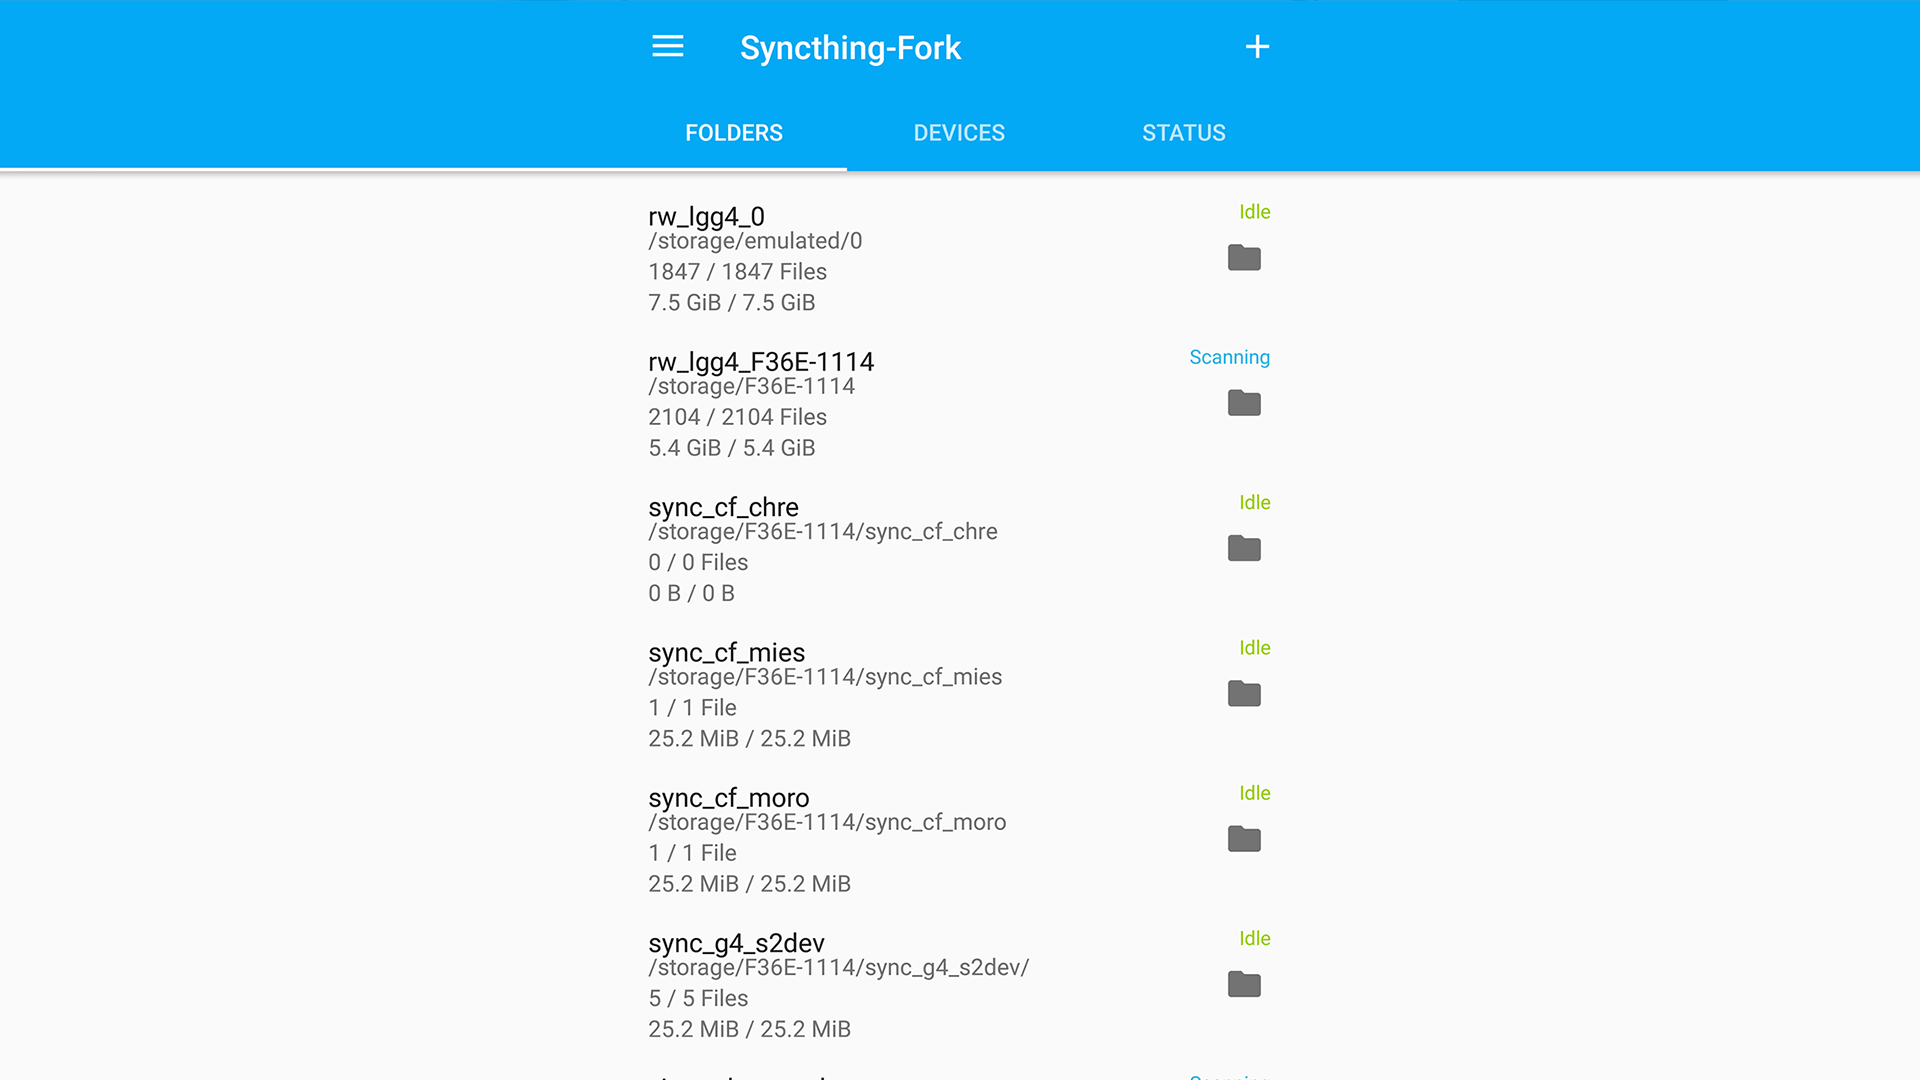 Syncthing-Fork
FOLDERS DEVICES STATUS
rw_lgg4_0 Idle
/storage/emulated/0
1847 / 1847 Files
7.5 GiB / 7.5 GiB
rw_lgg4_F36E-1114 Scanning
/storage/F36E-1114
2104 / 2104 Files
5.4 GiB / 5.4 GiB
sync_cf_chre Idle
/storage/F36E-1114/sync_cf_chre
0 / 0 Files
0 B / 0 B
sync_cf_mies Idle
/storage/F36E-1114/sync_cf_mies
1 / 1 File
25.2 MiB / 25.2 MiB
sync_cf_moro Idle
/storage/F36E-1114/sync_cf_moro
1 / 1 File
25.2 MiB / 25.2 MiB
sync_g4_s2dev Idle
/storage/F36E-1114/sync_g4_s2dev/
5 / 5 Files
25.2 MiB / 25.2 MiB